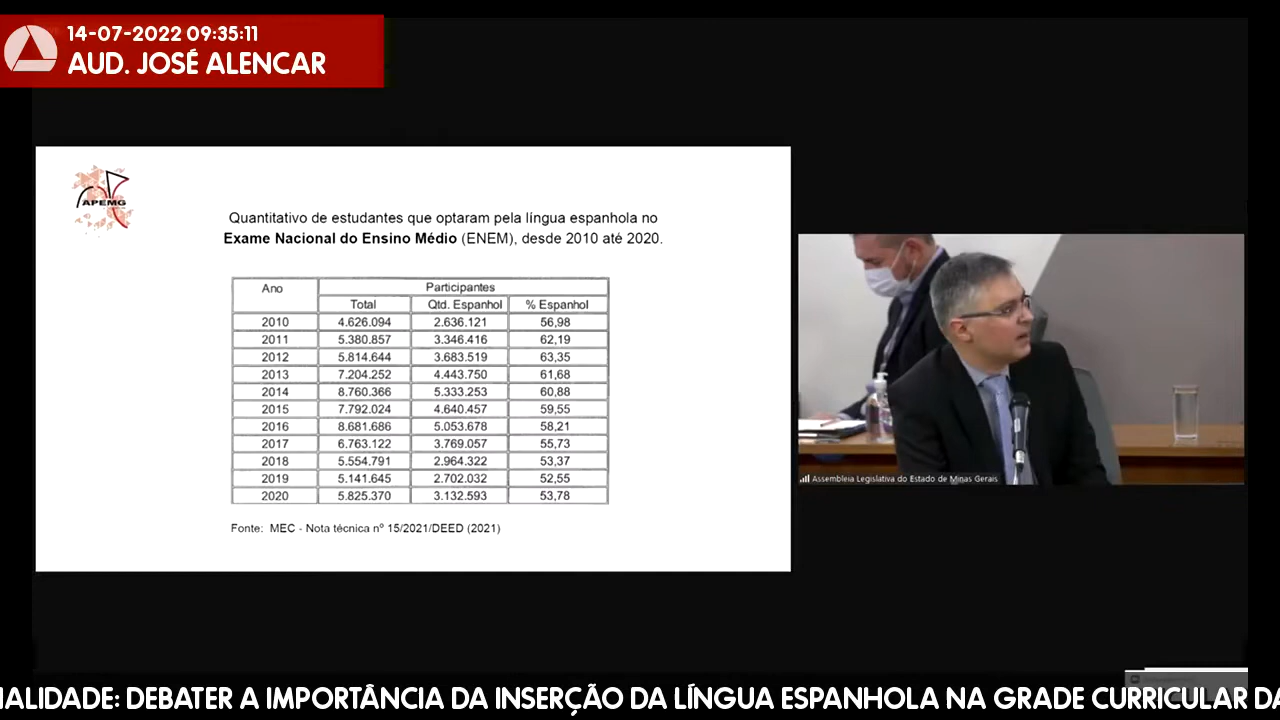 14-07-2022 09:35:11
AUD. JOSÉ ALENCAR
APEMG
Quantitativo de estudantes que optaram pela língua espanhola no
Exame Nacional do Ensino Médio (ENEM), desde 2010 até 2020.
Ano Participantes
Total Qtd. Espanhol % Espanhol
2010 4.626.094 2.636.121 56,98
2011 5.380.857 3.346.416 62,19
2012 5.814.644 3.683.519 63,35
2013 7.204.252 4.443.750 61,68
2014 8.760.366 5.333.253 60,88
2015 7.792.024 4.640.457 59,55
2016 8.681.686 5.053.678 58,21
2017 6.763.122 3.769.057 55,73
2018 5.554.791 2.964.322 53,37
2019 5.141.645 2.702.032 52,55
2020 5.825.370 3.132.593 53,78
Fonte: MEC - Nota técnica nº 15/2021/DEED (2021)
Assembleia Legislativa do Estado de Minas Gerais
NALIDADE: DEBATER A IMPORTÂNCIA DA INSERÇÃO DA LÍNGUA ESPANHOLA NA GRADE CURRICULAR DA